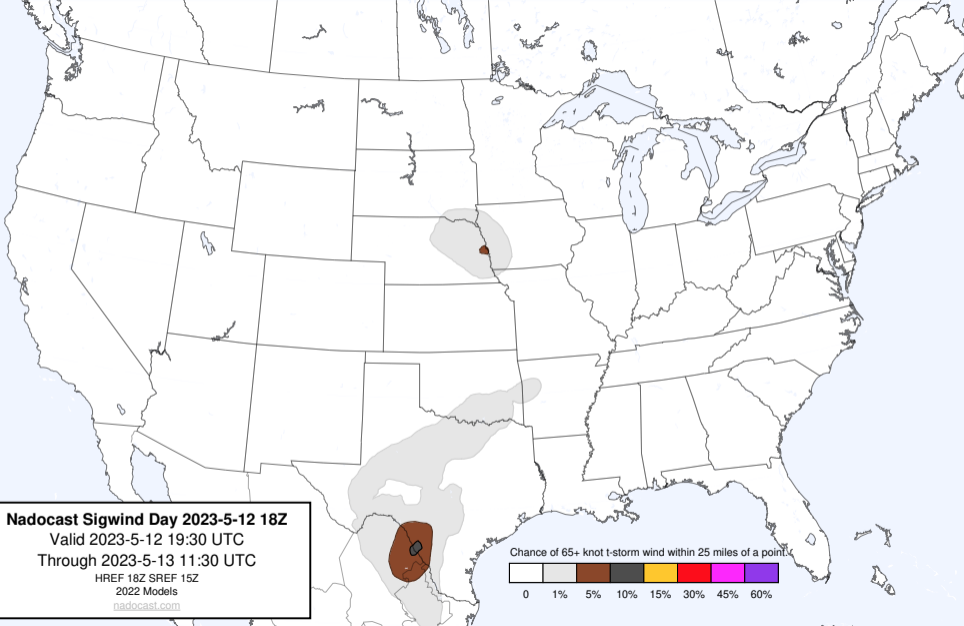 Nadocast Sigwind Day 2023-5-12 18Z
Valid 2023-5-12 19:30 UTC
Through 2023-5-13 11:30 UTC
HREF 18Z SREF 15Z
2022 Models
nadocast.com
Chance of 65+ knot t-storm wind within 25 miles of a point.
0 1% 5% 10% 15% 30% 45% 60%